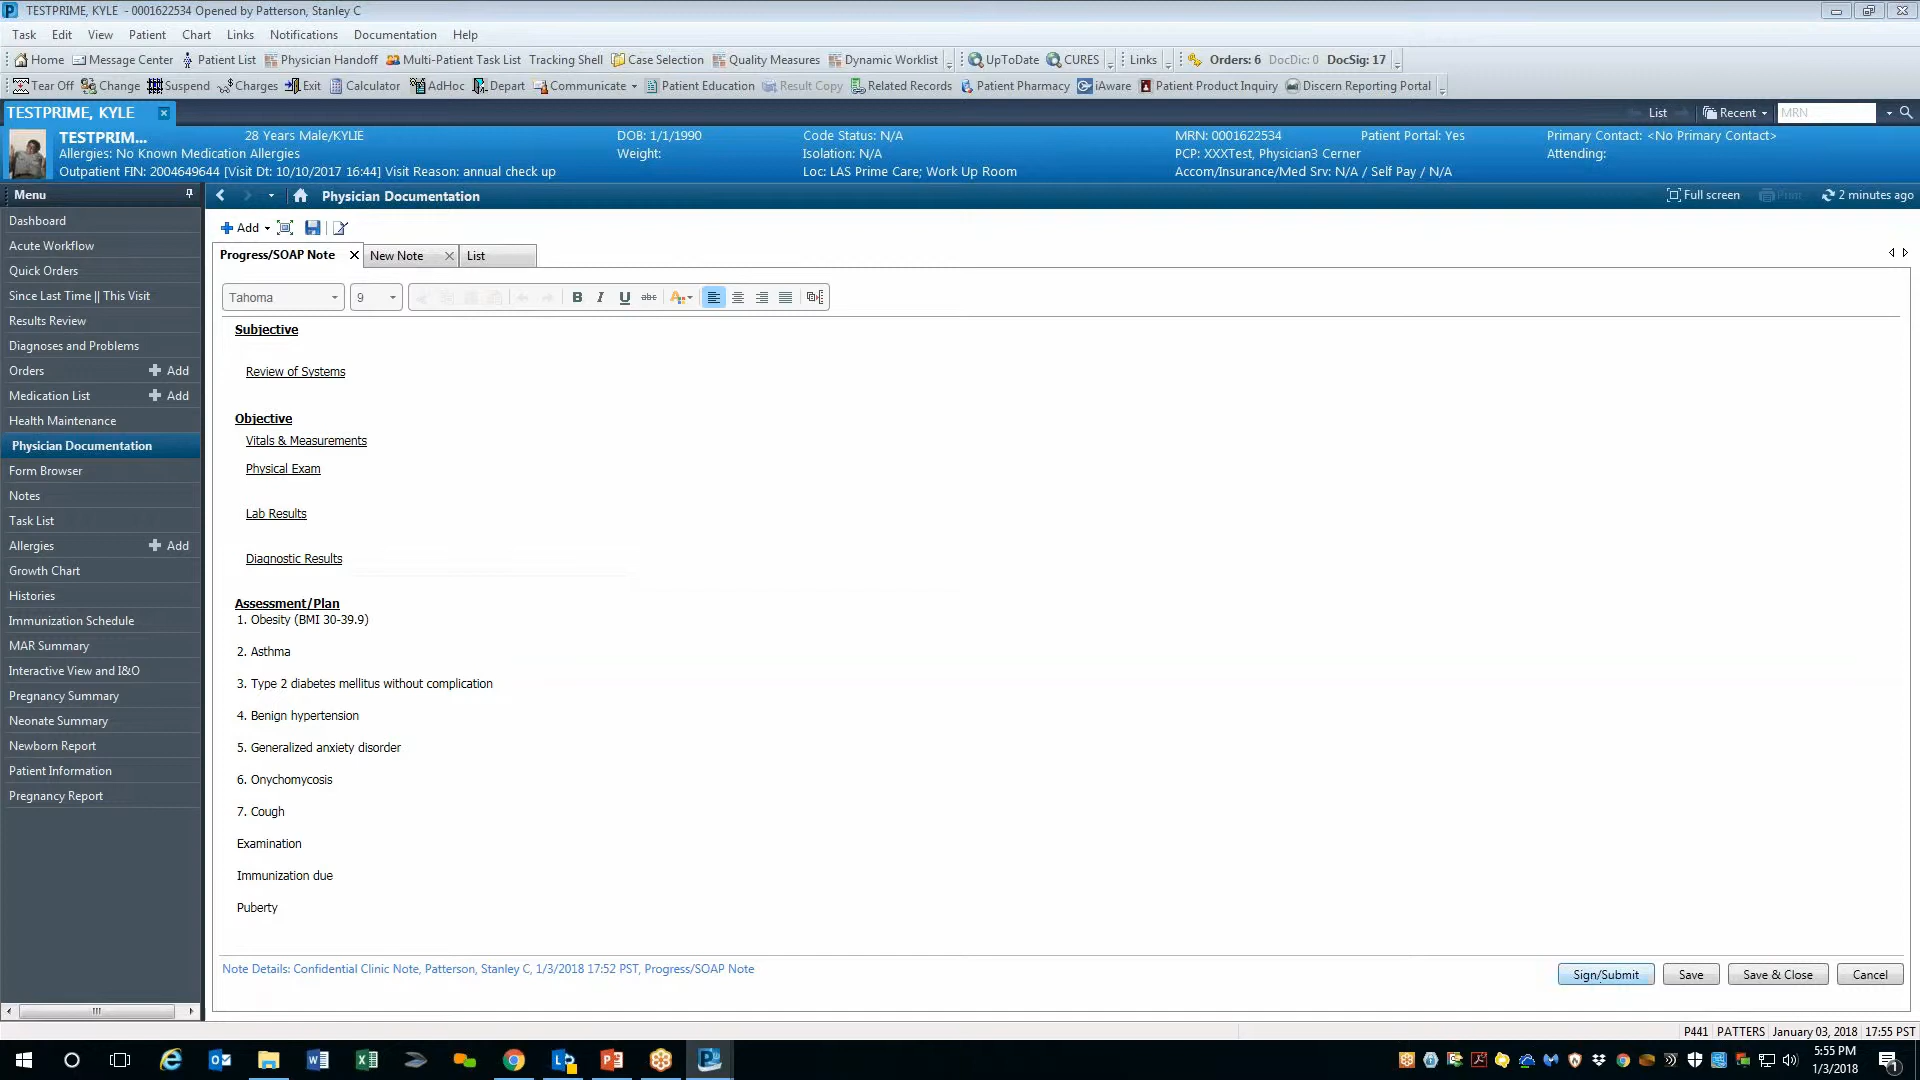 TESTPRIME, KYLE - 0001622534 Opened by Patterson, Stanley C
Task Edit View Patient Chart Links Notifications Documentation Help
Home Message Center Patient List Physician Handoff Multi-Patient Task List Tracking Shell Case Selection Quality Measures Dynamic Worklist UpToDate CURES Links Orders: 6 DocDic: 0 DocSig: 17
Tear Off Change Suspend Charges Exit Calculator AdHoc Depart Communicate Patient Education Result Copy Related Records Patient Pharmacy iAware Patient Product Inquiry Discern Reporting Portal
TESTPRIME, KYLE List Recent MRN
TESTPRIM... 28 Years Male/KYLIE DOB: 1/1/1990 Code Status: N/A MRN: 0001622534 Patient Portal: Yes Primary Contact: <No Primary Contact>
Allergies: No Known Medication Allergies Weight: Isolation: N/A PCP: XXXTest, Physician3 Cerner Attending:
Outpatient FIN: 2004649644 [Visit Dt: 10/10/2017 16:44] Visit Reason: annual check up Loc: LAS Prime Care; Work Up Room Accom/Insurance/Med Srv: N/A / Self Pay / N/A
Menu
Dashboard
Acute Workflow
Quick Orders
Since Last Time || This Visit
Results Review
Diagnoses and Problems
Orders Add
Medication List Add
Health Maintenance
Physician Documentation
Form Browser
Notes
Task List
Allergies Add
Growth Chart
Histories
Immunization Schedule
MAR Summary
Interactive View and I&O
Pregnancy Summary
Neonate Summary
Newborn Report
Patient Information
Pregnancy Report
Physician Documentation Full screen Print 2 minutes ago
Add
Progress/SOAP Note New Note List
Tahoma 9 B I U abc A
Subjective
Review of Systems
Objective
Vitals & Measurements
Physical Exam
Lab Results
Diagnostic Results
Assessment/Plan
1. Obesity (BMI 30-39.9)
2. Asthma
3. Type 2 diabetes mellitus without complication
4. Benign hypertension
5. Generalized anxiety disorder
6. Onychomycosis
7. Cough
Examination
Immunization due
Puberty
Note Details: Confidential Clinic Note, Patterson, Stanley C, 1/3/2018 17:52 PST, Progress/SOAP Note
Sign/Submit Save Save & Close Cancel
P441 PATTERS January 03, 2018 17:55 PST
5:55 PM
1/3/2018